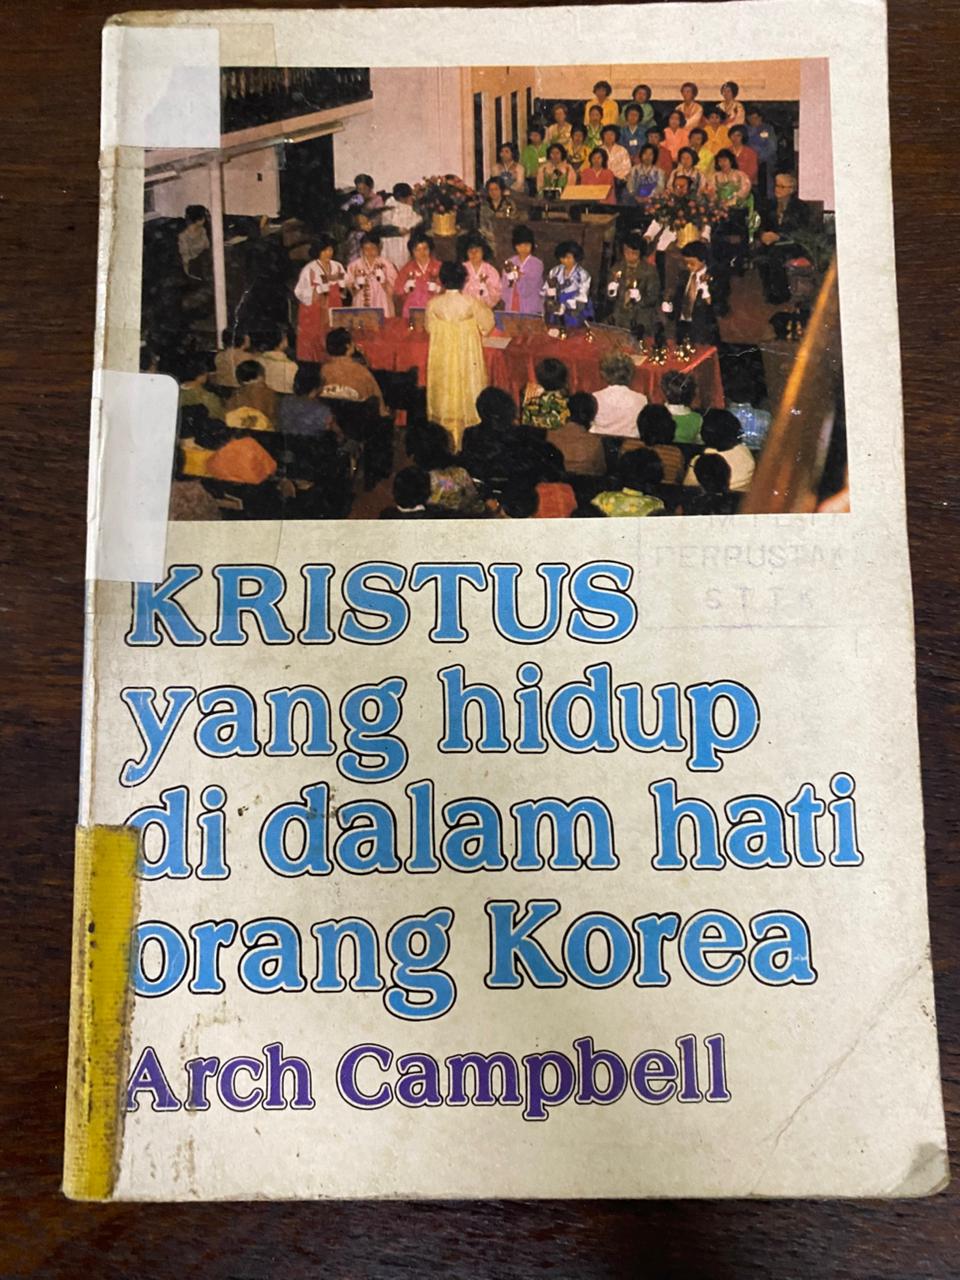 KRISTUS
yang hidup
di dalam hati
orang Korea
Arch Campbell